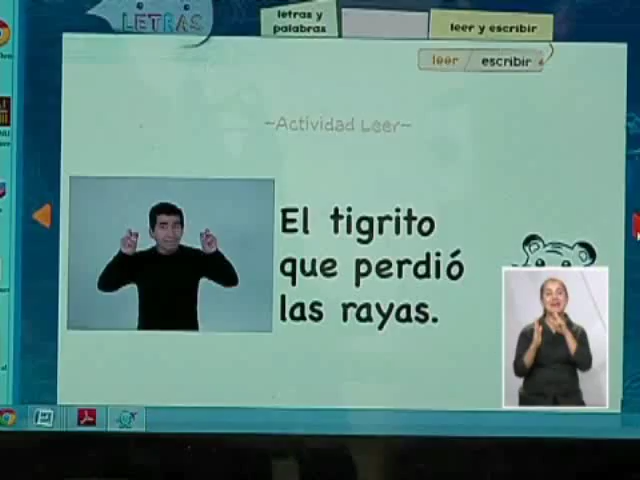 LETRAS
letras y
palabras
leer y escribir
leer / escribir
~Actividad Leer~
El tigrito
que perdió
las rayas.